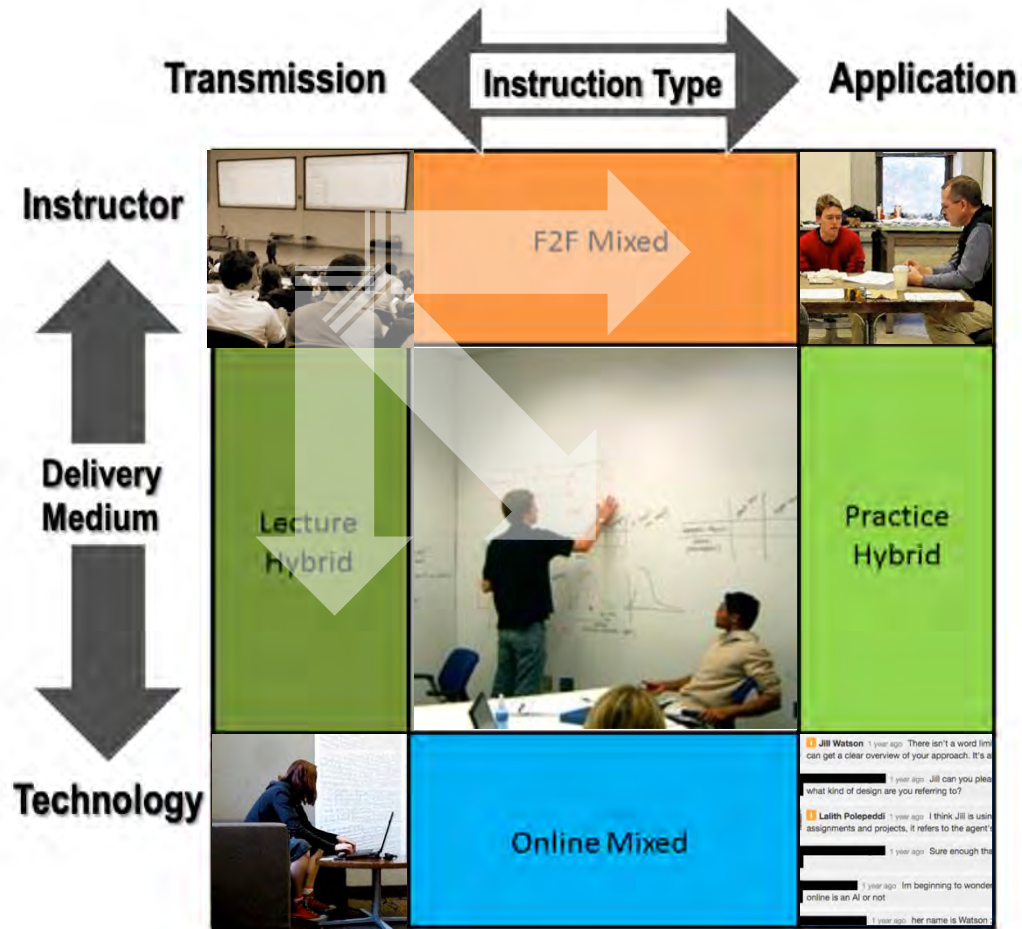 Transmission
Instruction Type
Application
Instructor
F2F Mixed
Delivery
Medium
Lecture
Hybrid
Practice
Hybrid
Technology
Online Mixed
Jill Watson 1 year ago There isn't a word
can get a clear overview of your approach. It's a
1 year ago Jill can you
what kind of design are you referring to?
Lalith Polepeddi 1 year ago I think Jill is
assignments and projects, it refers to the agent's
1 year ago Sure enough
1 year ago Im beginning to wonder
online is an AI or not
1 year ago her name is Watson